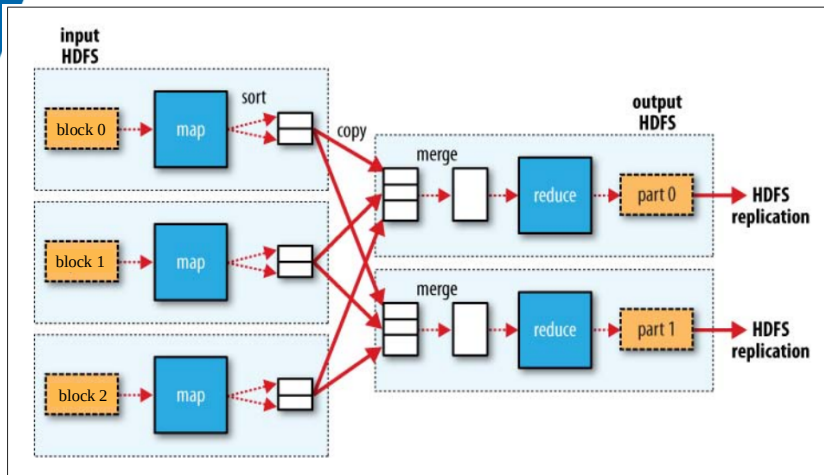 input
HDFS
sort
block 0
map
copy
output
HDFS
merge
reduce
part 0
HDFS
replication
block 1
map
merge
reduce
part 1
HDFS
replication
block 2
map